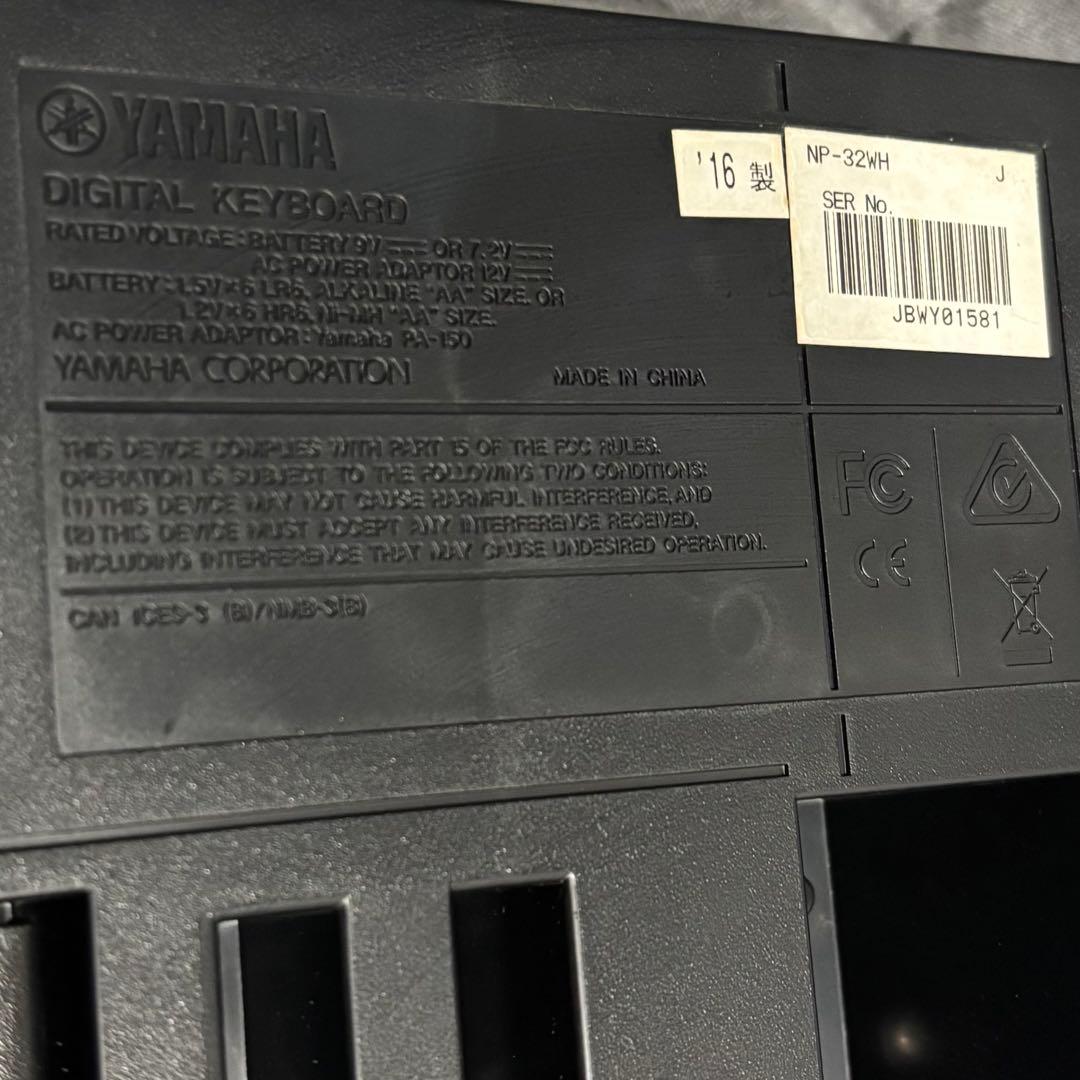 YAMAHA
DIGITAL KEYBOARD
RATED VOLTAGE : BATTERY 9V OR 7.2V
AC POWER ADAPTOR 12V
BATTERY : 1.5V×6 LR6, ALKALINE "AA" SIZE. OR
1.2V×6 HR6, NI-MH "AA" SIZE.
AC POWER ADAPTOR : Yamaha PA-150
YAMAHA CORPORATION
MADE IN CHINA
'16 製
NP-32WH
J
SER No.
JBWY01581
THIS DEVICE COMPLIES WITH PART 15 OF THE FCC RULES.
OPERATION IS SUBJECT TO THE FOLLOWING TWO CONDITIONS:
(1) THIS DEVICE MAY NOT CAUSE HARMFUL INTERFERENCE, AND
(2) THIS DEVICE MUST ACCEPT ANY INTERFERENCE RECEIVED,
INCLUDING INTERFERENCE THAT MAY CAUSE UNDESIRED OPERATION.
FC
CE
CAN ICES-3 (B)/NMB-3(B)